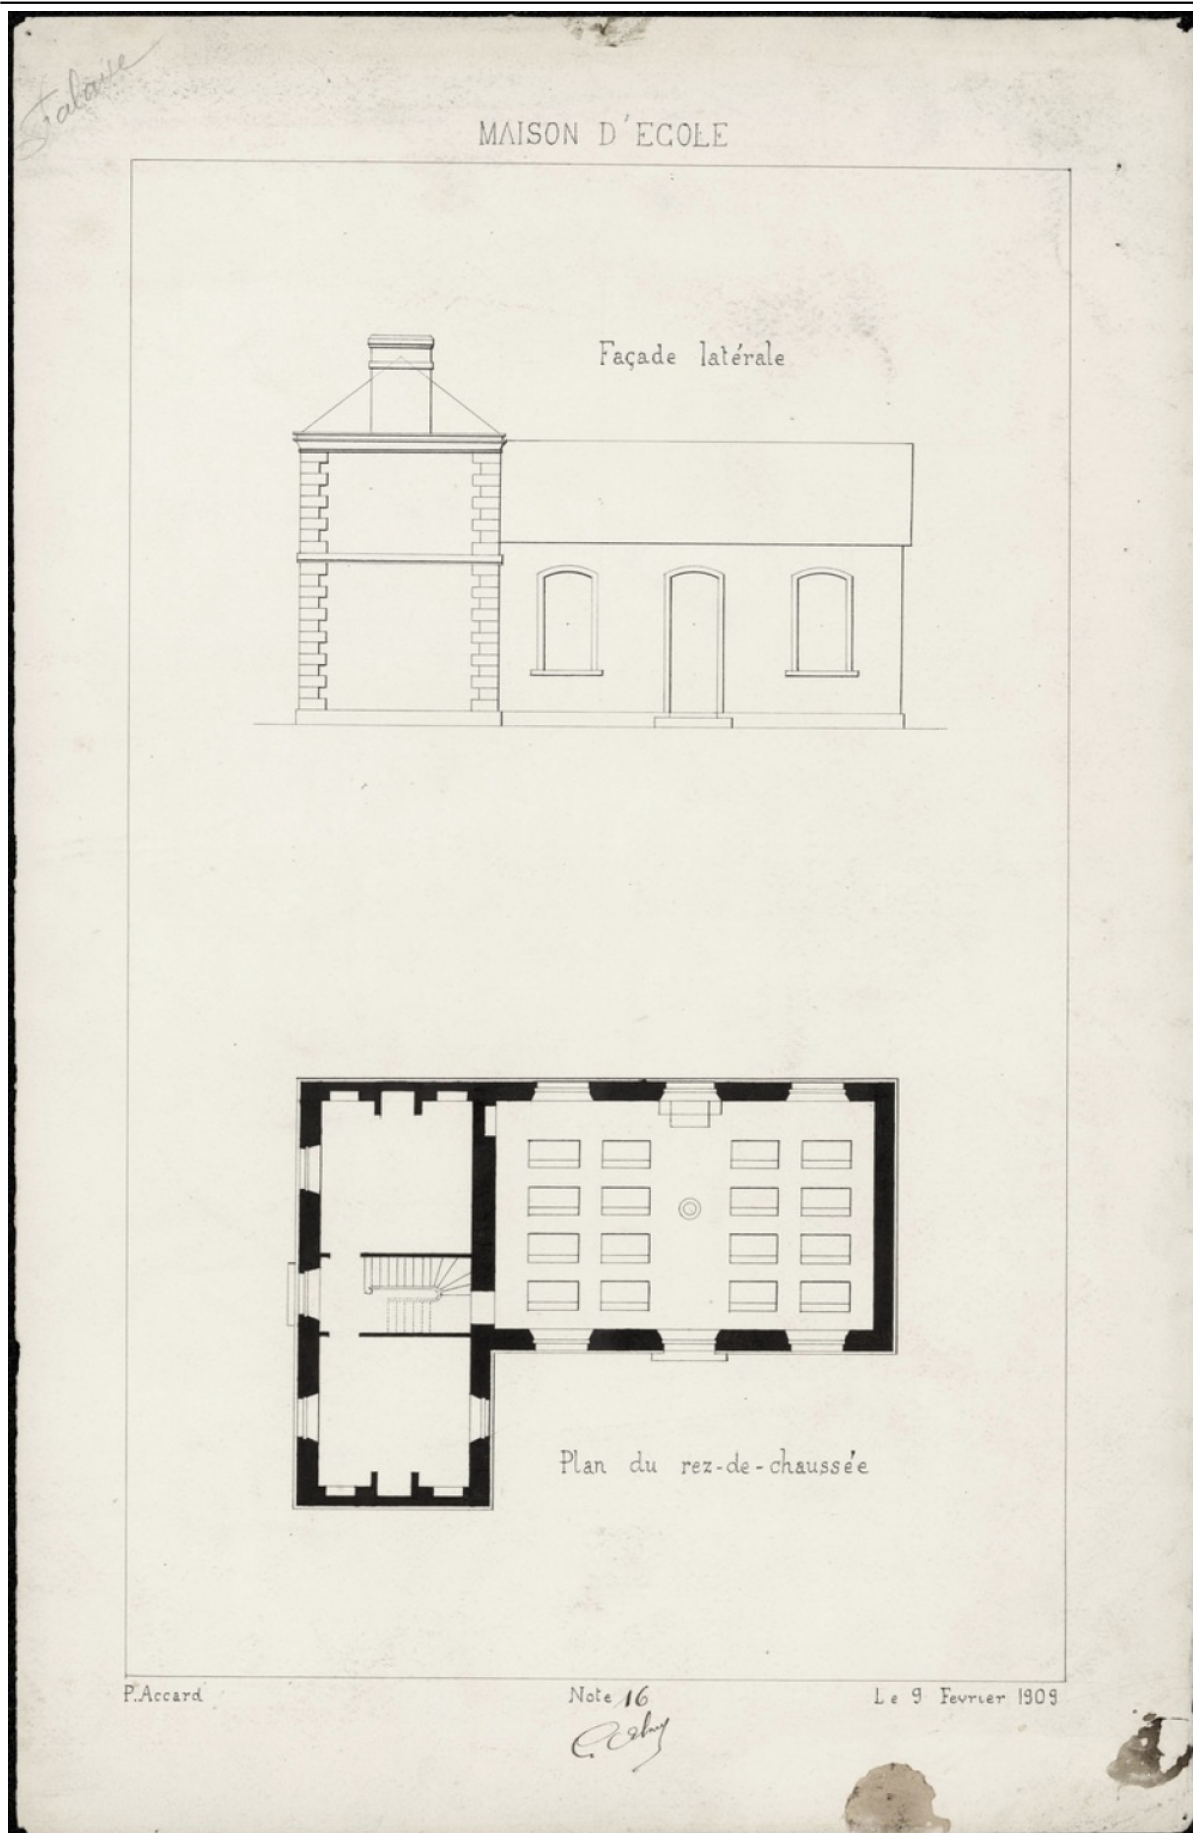 Falaise
MAISON D'ECOLE
Façade latérale
Plan du rez-de-chaussée
P. Accard
Note 16
Le 9 Fevrier 1909